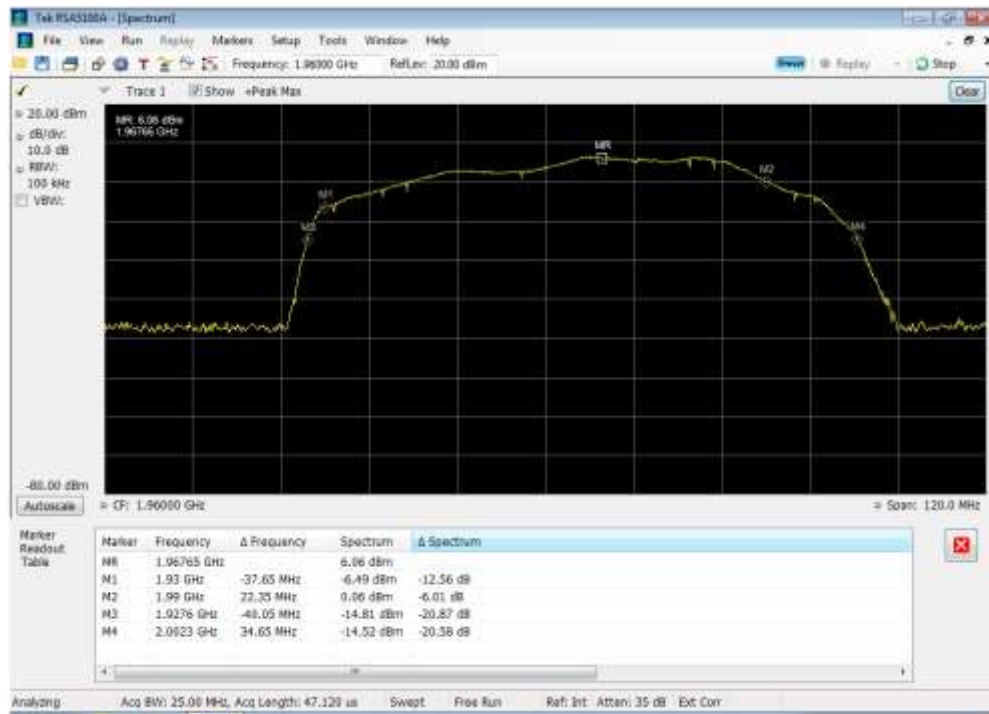 Tek RSA5100A - [Spectrum]
File View Run Replay Markers Setup Tools Window Help
Frequency: 1.96000 GHz RefLev: 20.00 dBm Preset Replay Stop
Trace 1 Show +Peak Max Clear
20.00 dBm
dB/div:
10.0 dB
RBW:
100 kHz
VBW:
-80.00 dBm
MR: 6.06 dBm
1.96765 GHz
MR
M1
M2
M3
M4
Autoscale CF: 1.96000 GHz Span: 120.0 MHz
Marker Readout Table
Marker Frequency Δ Frequency Spectrum Δ Spectrum
MR 1.96765 GHz 6.06 dBm
M1 1.93 GHz -37.65 MHz -6.49 dBm -12.56 dB
M2 1.99 GHz 22.35 MHz 0.06 dBm -6.01 dB
M3 1.9276 GHz -40.05 MHz -14.81 dBm -20.87 dB
M4 2.0023 GHz 34.65 MHz -14.52 dBm -20.58 dB
Analyzing Acq BW: 25.00 MHz, Acq Length: 47.120 us Swept Free Run Ref: Int Atten: 35 dB Ext Corr